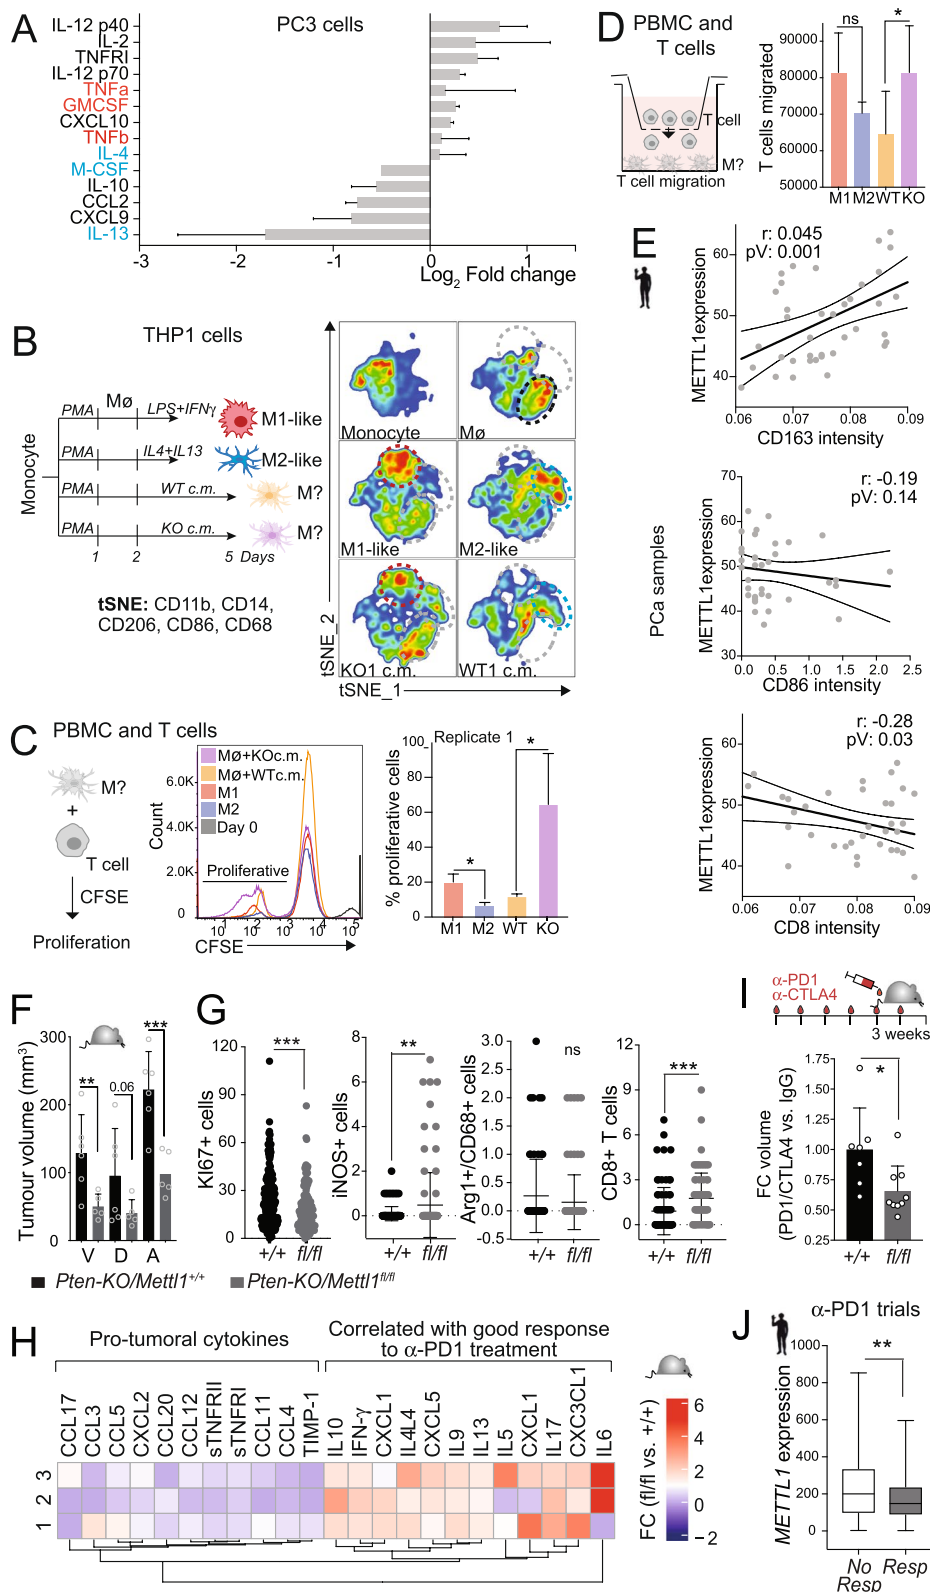 A
PC3 cells
IL-12 p40
IL-2
TNFRI
IL-12 p70
TNFa
GMCSF
CXCL10
TNFb
IL-4
M-CSF
IL-10
CCL2
CXCL9
IL-13
-3 -2 -1 0 1
Log2 Fold change
B
THP1 cells
Mø
PMA LPS+IFNγ M1-like
PMA IL4+IL13 M2-like
PMA WT c.m. M?
PMA KO c.m. M?
Monocyte
1 2 5 Days
tSNE: CD11b, CD14,
CD206, CD86, CD68
Monocyte Mø
M1-like M2-like
KO1 c.m. WT1 c.m.
tSNE_2
tSNE_1
C
PBMC and T cells
M?
+
T cell
CFSE
Proliferation
Mø+KOc.m.
Mø+WTc.m.
M1
M2
Day 0
Count
6.0K
4.0K
2.0K
0
Proliferative
10^1 10^2 10^3 10^4 10^5
CFSE
Replicate 1
% proliferative cells
100
80
60
40
20
0
* *
M1 M2 WT KO
D
PBMC and
T cells
T cell
M?
T cell migration
T cells migrated
90000
80000
70000
60000
50000
ns *
M1 M2 WT KO
E
PCa samples
r: 0.045
pV: 0.001
METTL1expression
60
50
40
0.06 0.07 0.08 0.09
CD163 intensity
r: -0.19
pV: 0.14
METTL1expression
70
60
50
40
30
0.0 0.5 1.0 1.5 2.0 2.5
CD86 intensity
r: -0.28
pV: 0.03
METTL1expression
60
50
40
0.06 0.07 0.08 0.09
CD8 intensity
F
Tumour volume (mm3)
300
200
100
0
** 0.06 ***
V D A
Pten-KO/Mettl1+/+ Pten-KO/Mettl1fl/fl
G
KI67+ cells
120
90
60
30
0
***
+/+ fl/fl
iNOS+ cells
8
6
4
2
0
**
+/+ fl/fl
Arg1+/CD68+ cells
3.5
3.0
2.5
2.0
1.5
1.0
0.5
0.0
-0.5
ns
+/+ fl/fl
CD8+ T cells
12
9
6
3
0
***
+/+ fl/fl
H
Pro-tumoral cytokines
Correlated with good response
to α-PD1 treatment
CCL17 CCL3 CCL5 CXCL2 CCL20 CCL12 sTNFRII sTNFRI CCL11 CCL4 TIMP-1 IL10 IFN-γ CXCL1 IL4L4 CXCL5 IL9 IL13 IL5 CXCL1 IL17 CXC3CL1 IL6
3
2
1
FC (fl/fl vs. +/+)
6
4
2
0
−2
I
α-PD1
α-CTLA4
3 weeks
FC volume
(PD1/CTLA4 vs. IgG)
1.75
1.50
1.25
1.00
0.75
0.50
0.25
*
+/+ fl/fl
J
α-PD1 trials
METTL1 expression
1000
800
600
400
200
0
**
No Resp
Resp